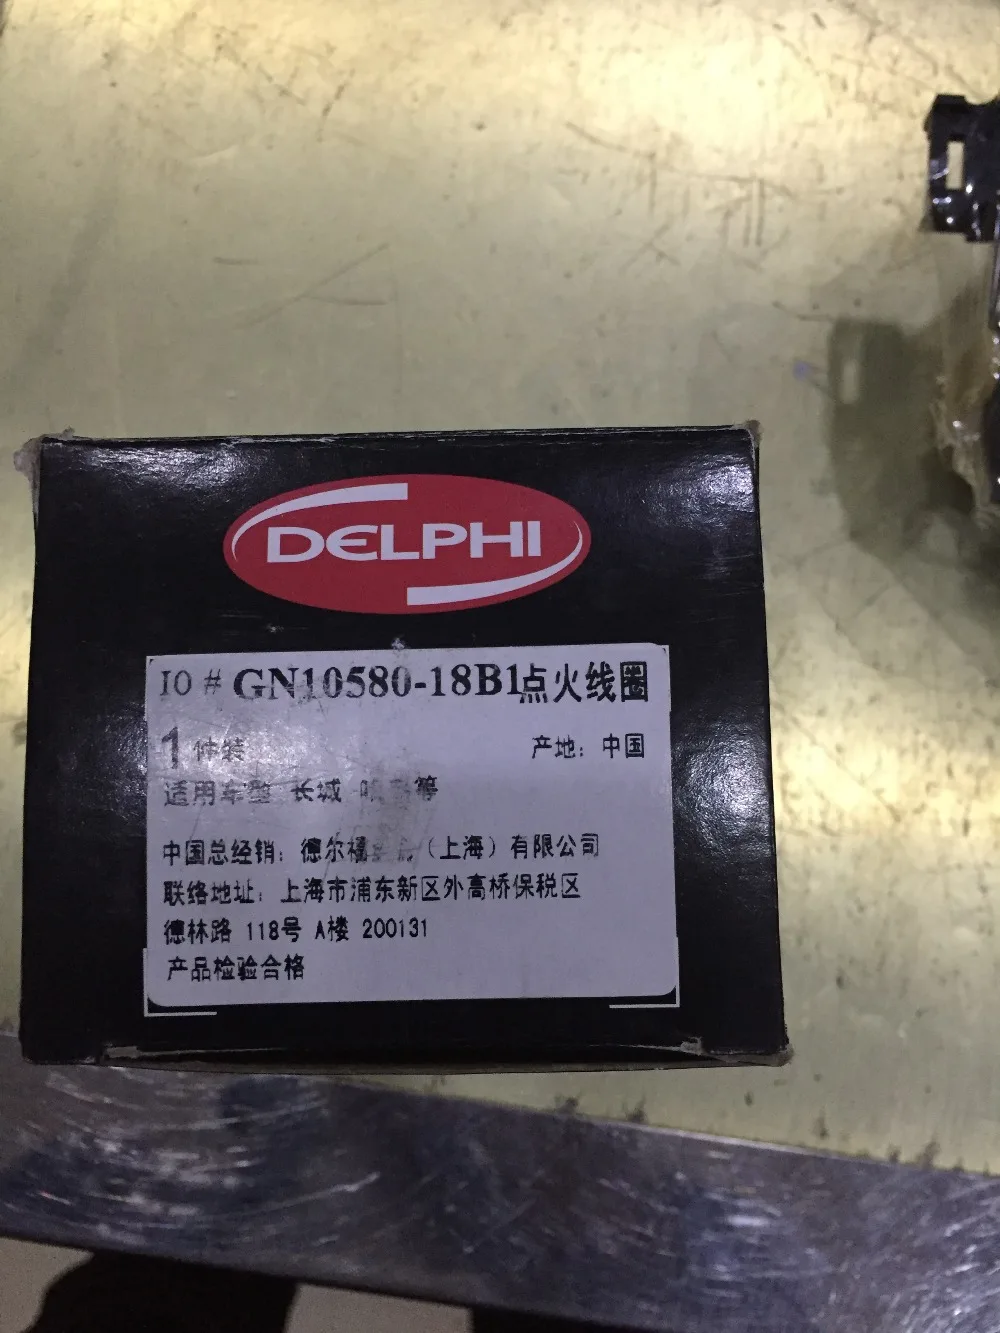 DELPHI
IO # GN10580-18B1点火线圈
1件装 产地：中国
适用车型 长城 等
中国总经销：德尔福 （上海）有限公司
联络地址：上海市浦东新区外高桥保税区
德林路 118号 A楼 200131
产品检验合格